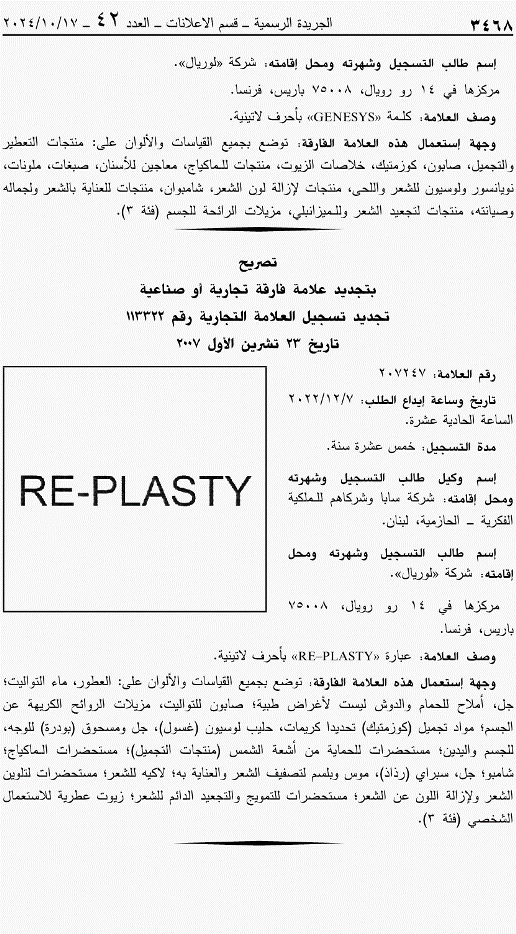 ٣٤٦٨ الجريدة الرسمية ــ قسم الاعلانات ــ العدد ٤٢ ــ ٢٠٢٤/١٠/١٧
إسم طالب التسجيل وشهرته ومحل إقامته: شركة «لوريال».
مركزها في ١٤ رو رويال، ٧٥٠٠٨ باريس، فرنسا.
وصف العلامة: كلمة «GENESYS» بأحرف لاتينية.
وجهة إستعمال هذه العلامة الفارقة: توضع بجميع القياسات والألوان على: منتجات التعطير
والتجميل، صابون، كوزمتيك، خلاصات الزيوت، منتجات للماكياج، معاجين للأسنان، صبغات، ملونات،
نويانسور ولوسيون للشعر واللحى، منتجات لإزالة لون الشعر، شامبوان، منتجات للعناية بالشعر ولجماله
وصيانته، منتجات لتجعيد الشعر وللميزانبلي، مزيلات الرائحة للجسم (فئة ٣).
تصريح
بتجديد علامة فارقة تجارية أو صناعية
تجديد تسجيل العلامة التجارية رقم ١١٣٣٢٢
تاريخ ٢٣ تشرين الأول ٢٠٠٧
رقم العلامة: ٢٠٧٢٤٧
تاريخ وساعة إيداع الطلب: ٢٠٢٢/١٢/٧
الساعة الحادية عشرة.
مدة التسجيل: خمس عشرة سنة.
إسم وكيل طالب التسجيل وشهرته
ومحل إقامته: شركة سابا وشركاهم للملكية
الفكرية ــ الحازمية، لبنان.
إسم طالب التسجيل وشهرته ومحل
إقامته: شركة «لوريال».
مركزها في ١٤ رو رويال، ٧٥٠٠٨
باريس، فرنسا.
RE-PLASTY
وصف العلامة: عبارة «RE–PLASTY» بأحرف لاتينية.
وجهة إستعمال هذه العلامة الفارقة: توضع بجميع القياسات والألوان على: العطور، ماء التواليت؛
جل، أملاح للحمام والدوش ليست لأغراض طبية؛ صابون للتواليت، مزيلات الروائح الكريهة عن
الجسم؛ مواد تجميل (كوزمتيك) تحديدا كريمات، حليب لوسيون (غسول)، جل ومسحوق (بودرة) للوجه،
للجسم واليدين؛ مستحضرات للحماية من أشعة الشمس (منتجات التجميل)؛ مستحضرات الماكياج؛
شامبو؛ جل، سبراي (رذاذ)، موس وبلسم لتصفيف الشعر والعناية به؛ لاكيه للشعر؛ مستحضرات لتلوين
الشعر ولإزالة اللون عن الشعر؛ مستحضرات للتمويج والتجعيد الدائم للشعر؛ زيوت عطرية للاستعمال
الشخصي (فئة ٣).